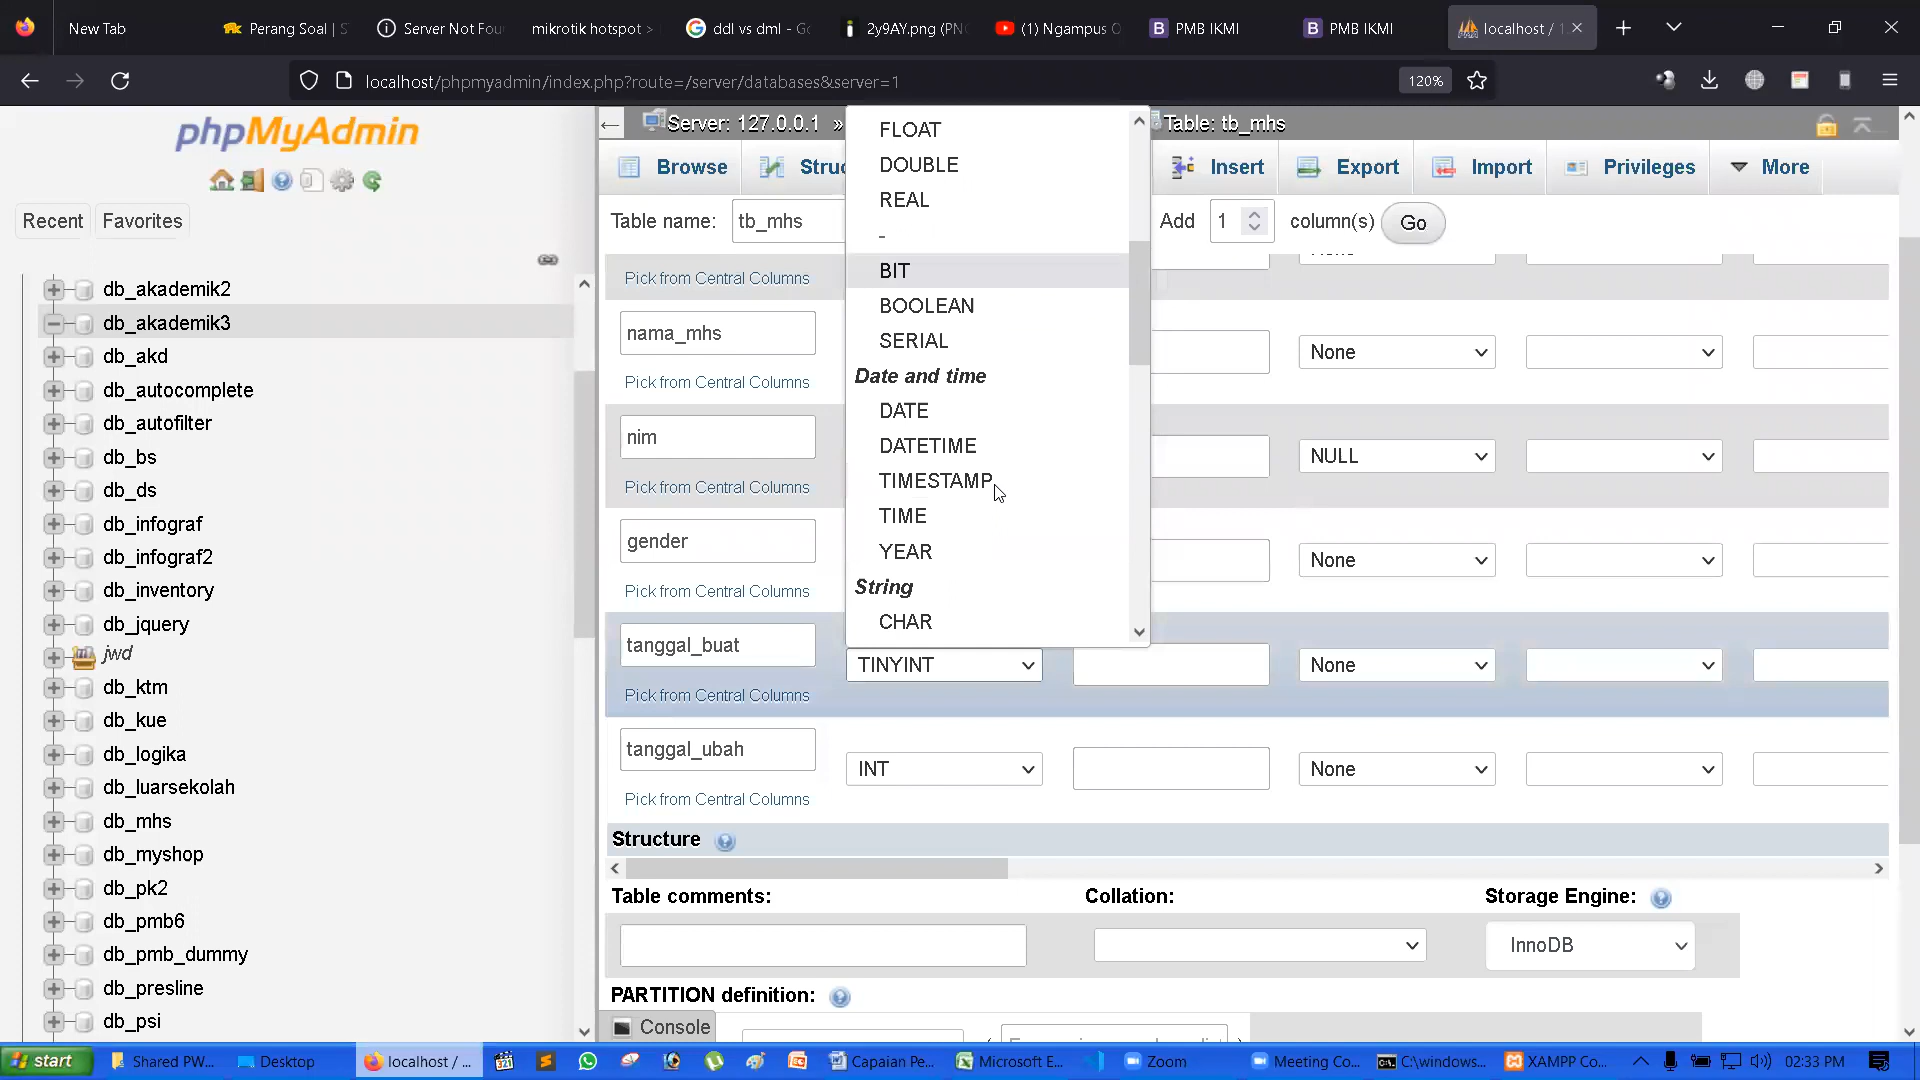 New Tab
Perang Soal | S
Server Not Fou
mikrotik hotspot >
ddl vs dml - Go
2y9AY.png (PN
(1) Ngampus O
PMB IKMI
PMB IKMI
localhost / 1
localhost/phpmyadmin/index.php?route=/server/databases&server=1
120%
phpMyAdmin
Recent
Favorites
db_akademik2
db_akademik3
db_akd
db_autocomplete
db_autofilter
db_bs
db_ds
db_infograf
db_infograf2
db_inventory
db_jquery
jwd
db_ktm
db_kue
db_logika
db_luarsekolah
db_mhs
db_myshop
db_pk2
db_pmb6
db_pmb_dummy
db_presline
db_psi
Server: 127.0.0.1 »
Table: tb_mhs
Browse
Struc
Insert
Export
Import
Privileges
More
Table name: tb_mhs
Add 1 column(s) Go
FLOAT
DOUBLE
REAL
-
BIT
BOOLEAN
SERIAL
Date and time
DATE
DATETIME
TIMESTAMP
TIME
YEAR
String
CHAR
Pick from Central Columns
nama_mhs
None
Pick from Central Columns
nim
NULL
Pick from Central Columns
gender
None
Pick from Central Columns
tanggal_buat
TINYINT
None
Pick from Central Columns
tanggal_ubah
INT
None
Pick from Central Columns
Structure
Table comments:
Collation:
Storage Engine:
InnoDB
PARTITION definition:
Console
start
Shared PW...
Desktop
localhost / ...
Capaian Pe...
Microsoft E...
Zoom
Meeting Co...
C:\windows...
XAMPP Co...
02:33 PM